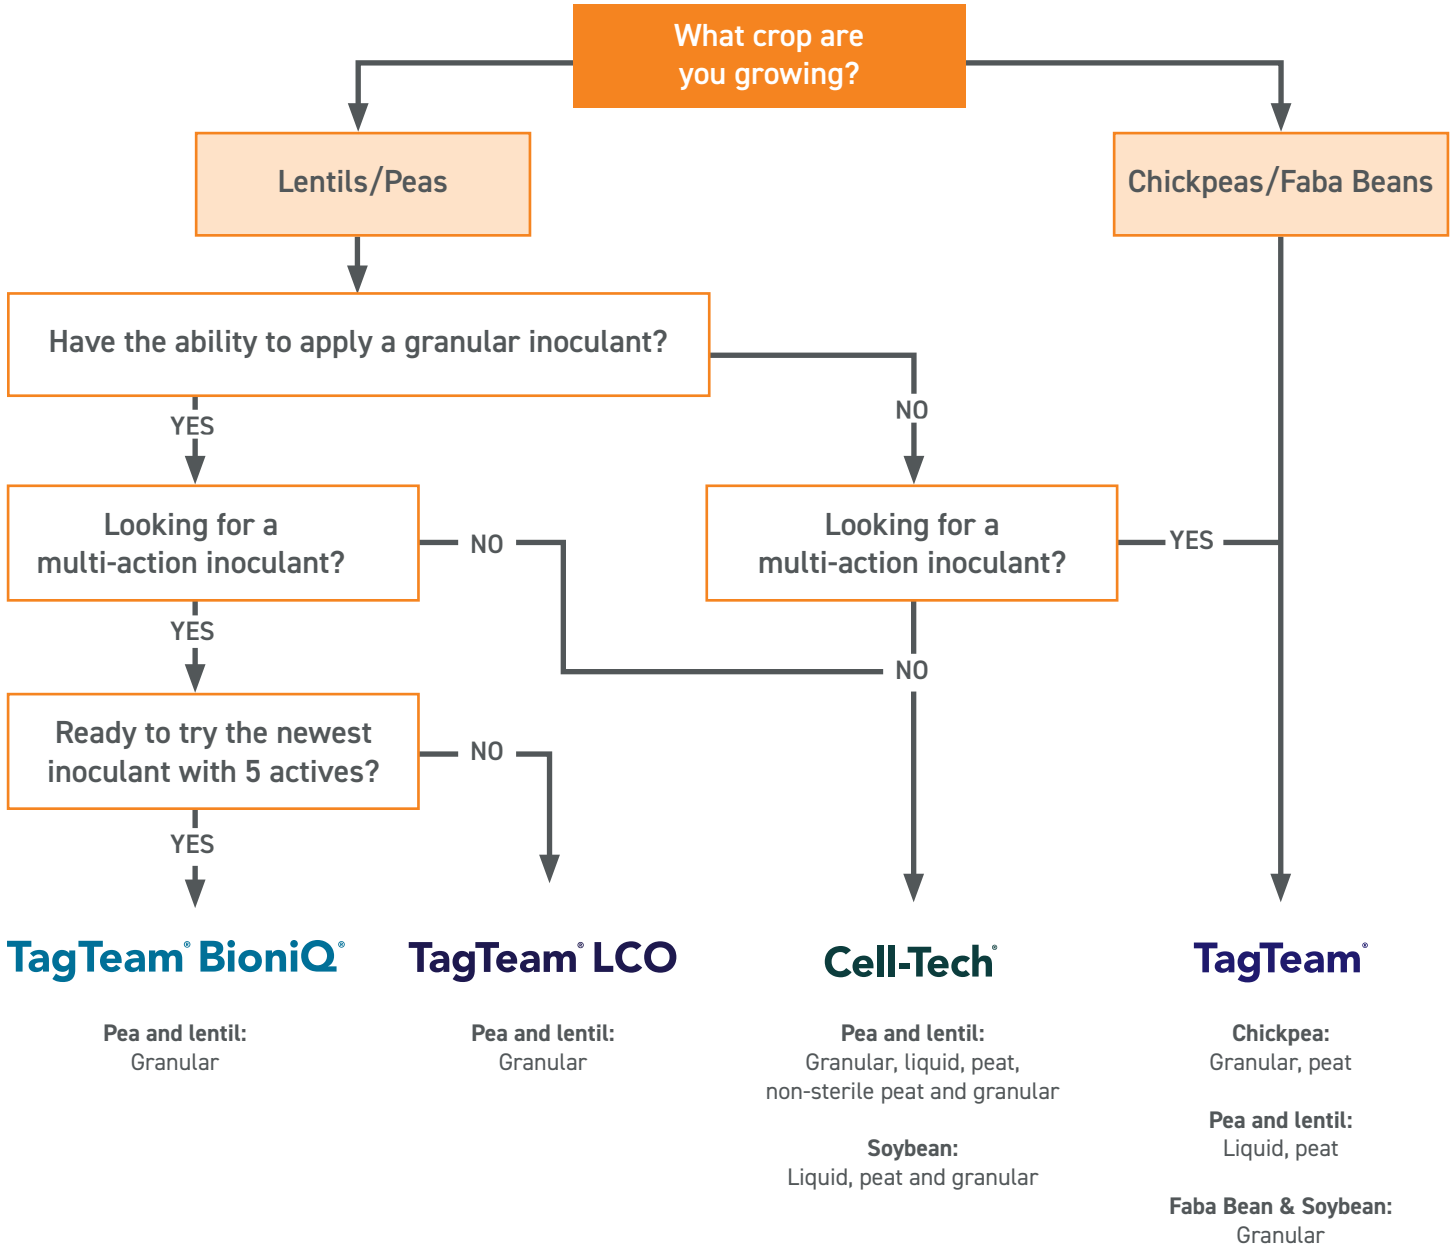 What crop are
you growing?
Lentils/Peas
Chickpeas/Faba Beans
Have the ability to apply a granular inoculant?
NO
YES
Looking for a
multi-action inoculant?
NO
Looking for a
multi-action inoculant?
YES
YES
NO
Ready to try the newest
inoculant with 5 actives?
NO
YES
TagTeam® BioniQ®
TagTeam® LCO
Cell-Tech®
TagTeam®
Pea and lentil:
Granular
Pea and lentil:
Granular
Pea and lentil:
Granular, liquid, peat,
non-sterile peat and granular
Soybean:
Liquid, peat and granular
Chickpea:
Granular, peat
Pea and lentil:
Liquid, peat
Faba Bean & Soybean:
Granular